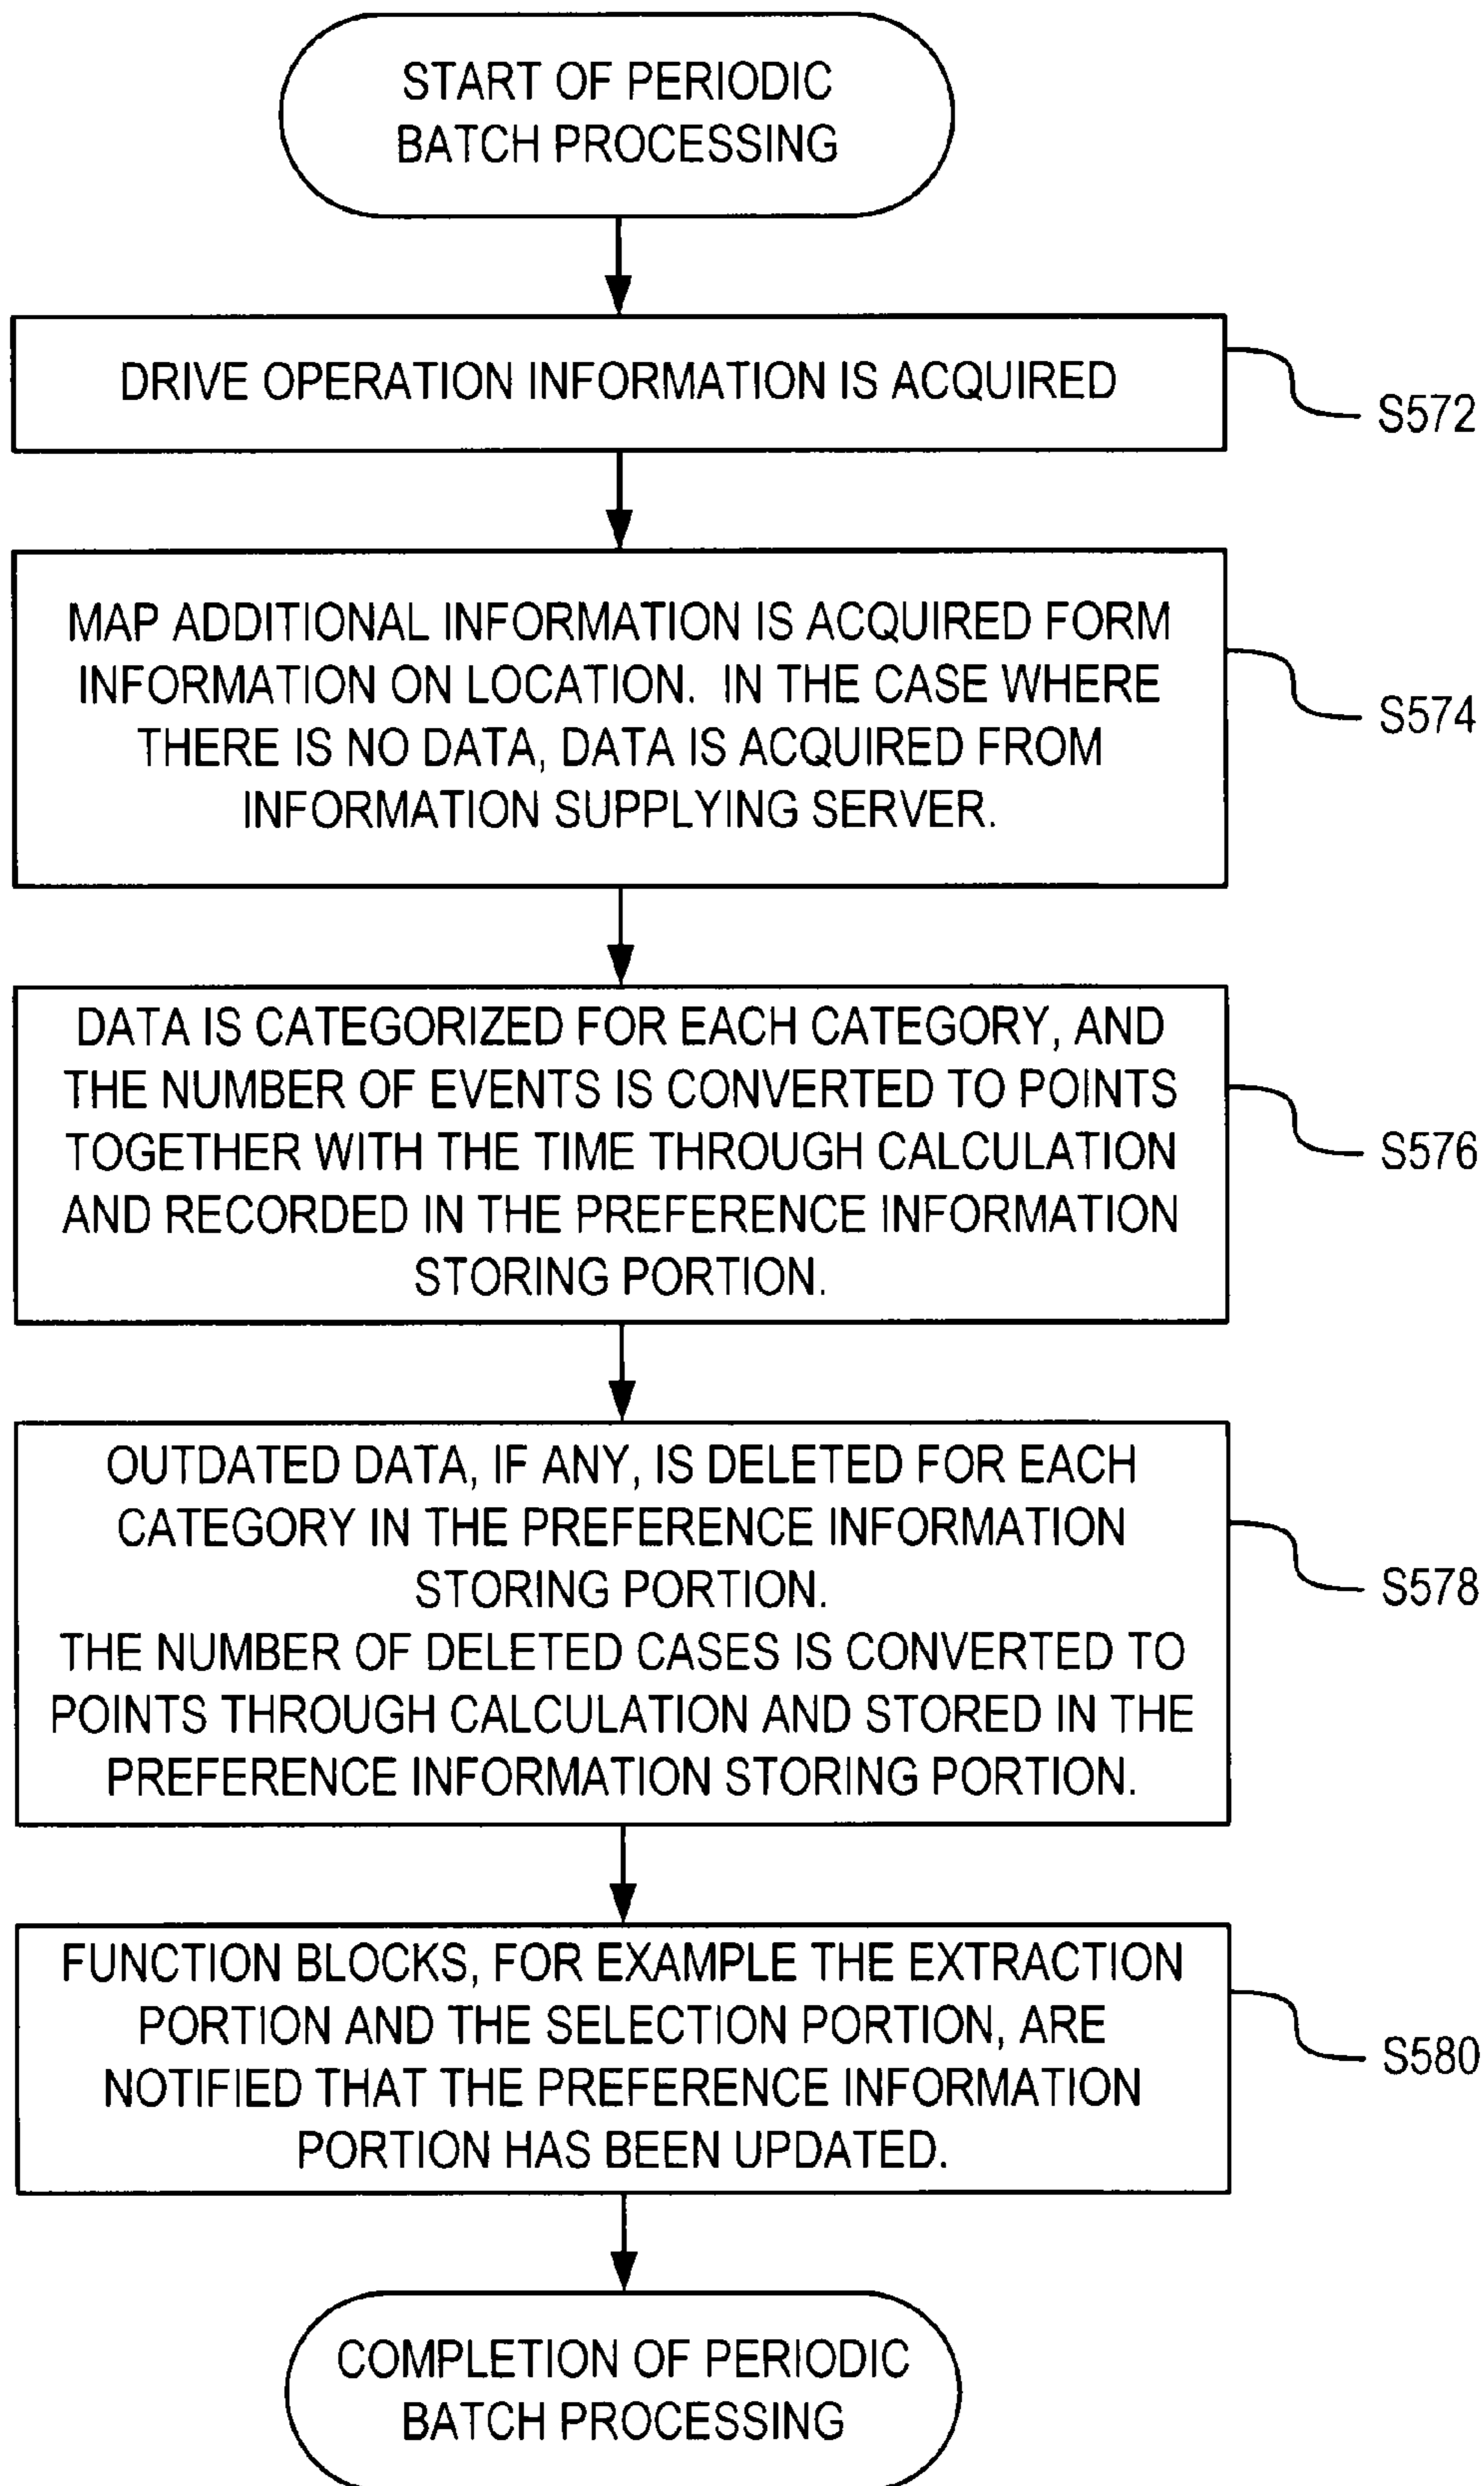 START OF PERIODIC
BATCH PROCESSING
DRIVE OPERATION INFORMATION IS ACQUIRED
S572
MAP ADDITIONAL INFORMATION IS ACQUIRED FORM
INFORMATION ON LOCATION. IN THE CASE WHERE
THERE IS NO DATA, DATA IS ACQUIRED FROM
INFORMATION SUPPLYING SERVER.
S574
DATA IS CATEGORIZED FOR EACH CATEGORY, AND
THE NUMBER OF EVENTS IS CONVERTED TO POINTS
TOGETHER WITH THE TIME THROUGH CALCULATION
AND RECORDED IN THE PREFERENCE INFORMATION
STORING PORTION.
S576
OUTDATED DATA, IF ANY, IS DELETED FOR EACH
CATEGORY IN THE PREFERENCE INFORMATION
STORING PORTION.
THE NUMBER OF DELETED CASES IS CONVERTED TO
POINTS THROUGH CALCULATION AND STORED IN THE
PREFERENCE INFORMATION STORING PORTION.
S578
FUNCTION BLOCKS, FOR EXAMPLE THE EXTRACTION
PORTION AND THE SELECTION PORTION, ARE
NOTIFIED THAT THE PREFERENCE INFORMATION
PORTION HAS BEEN UPDATED.
S580
COMPLETION OF PERIODIC
BATCH PROCESSING